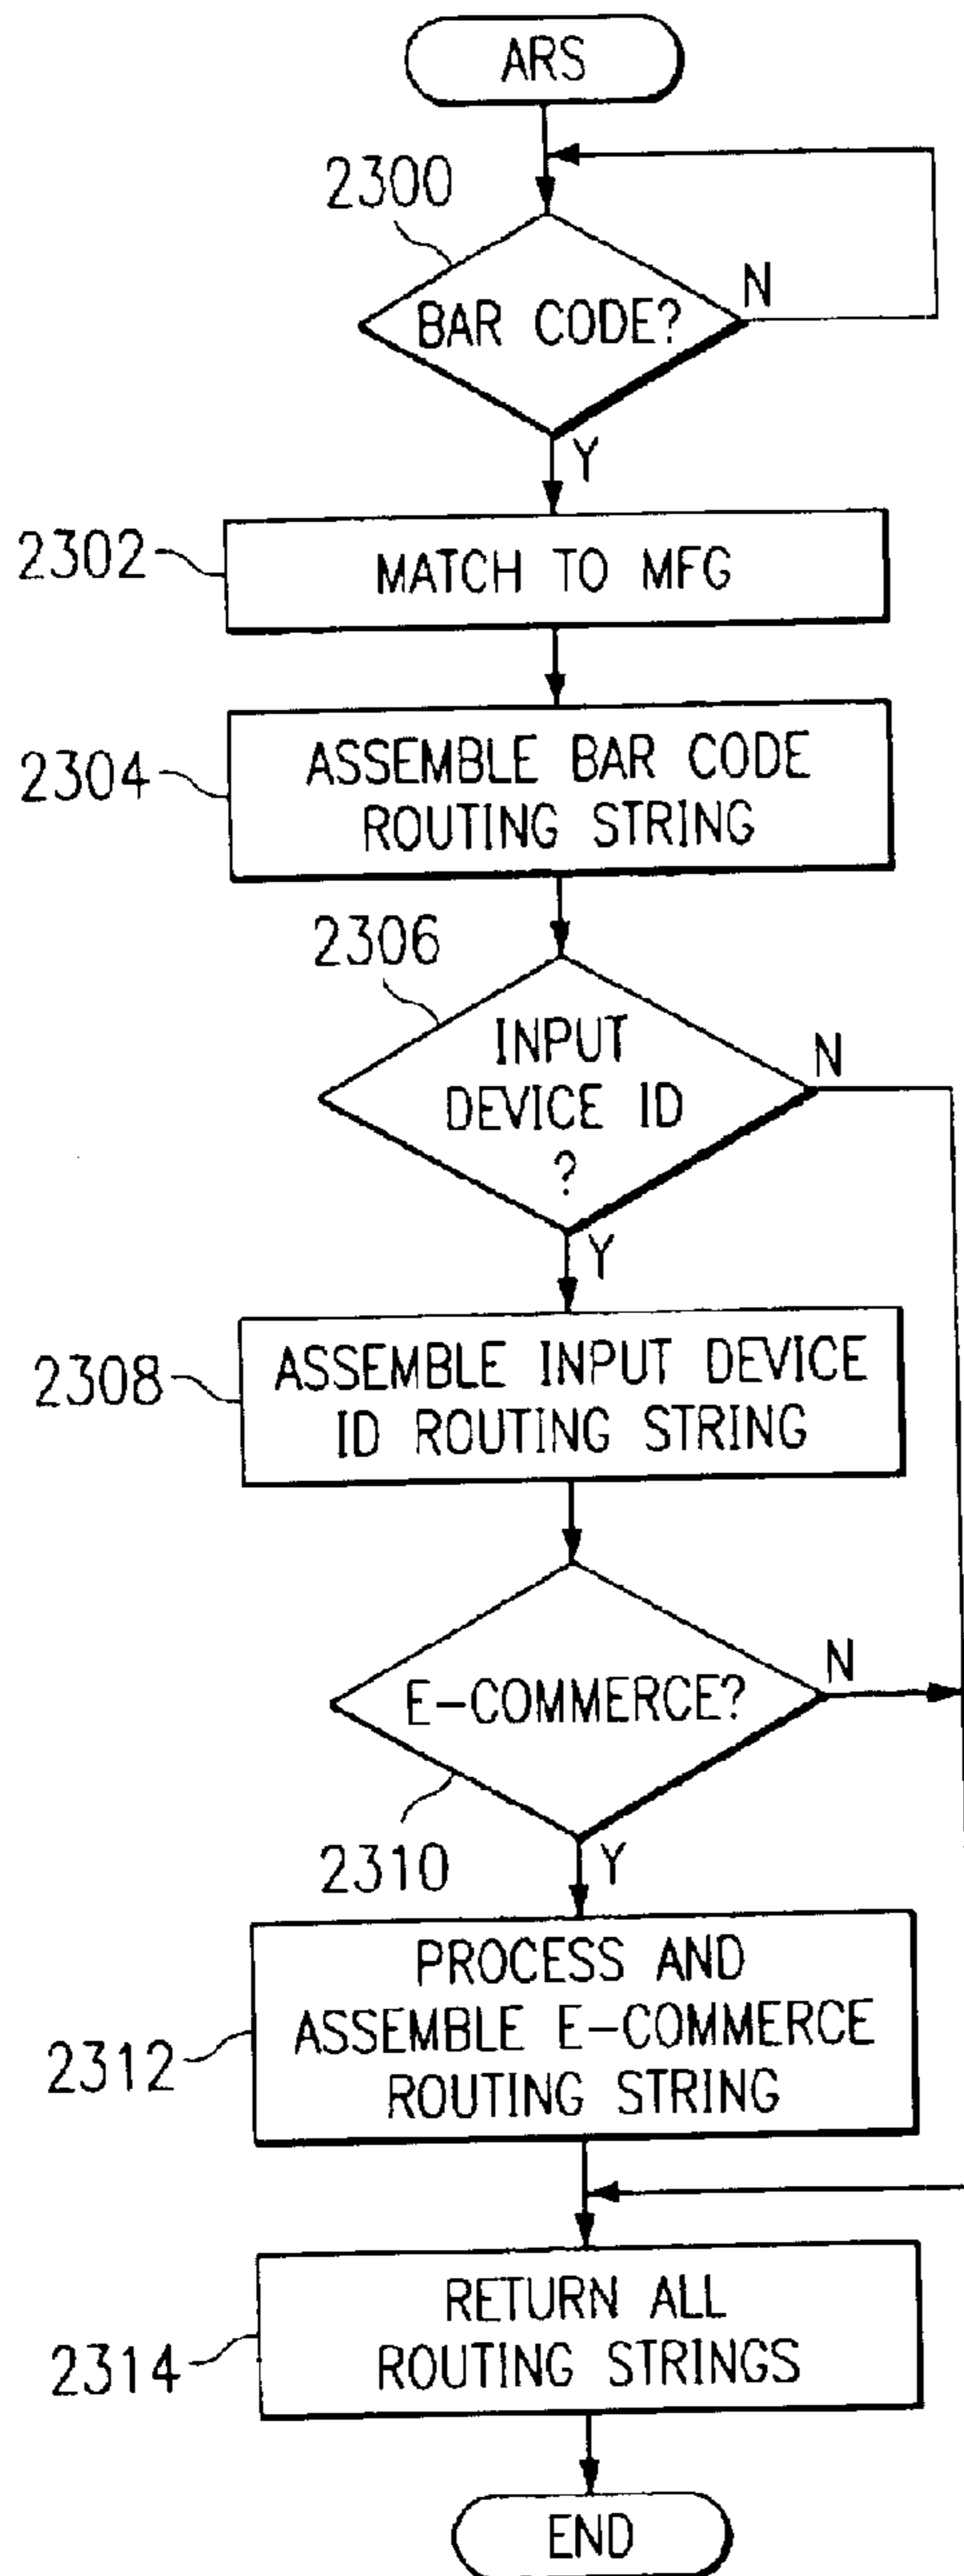 ARS
2300
BAR CODE?
N
Y
2302
MATCH TO MFG
2304
ASSEMBLE BAR CODE
ROUTING STRING
2306
INPUT
DEVICE ID
?
N
Y
2308
ASSEMBLE INPUT DEVICE
ID ROUTING STRING
E-COMMERCE?
N
2310
Y
2312
PROCESS AND
ASSEMBLE E-COMMERCE
ROUTING STRING
2314
RETURN ALL
ROUTING STRINGS
END